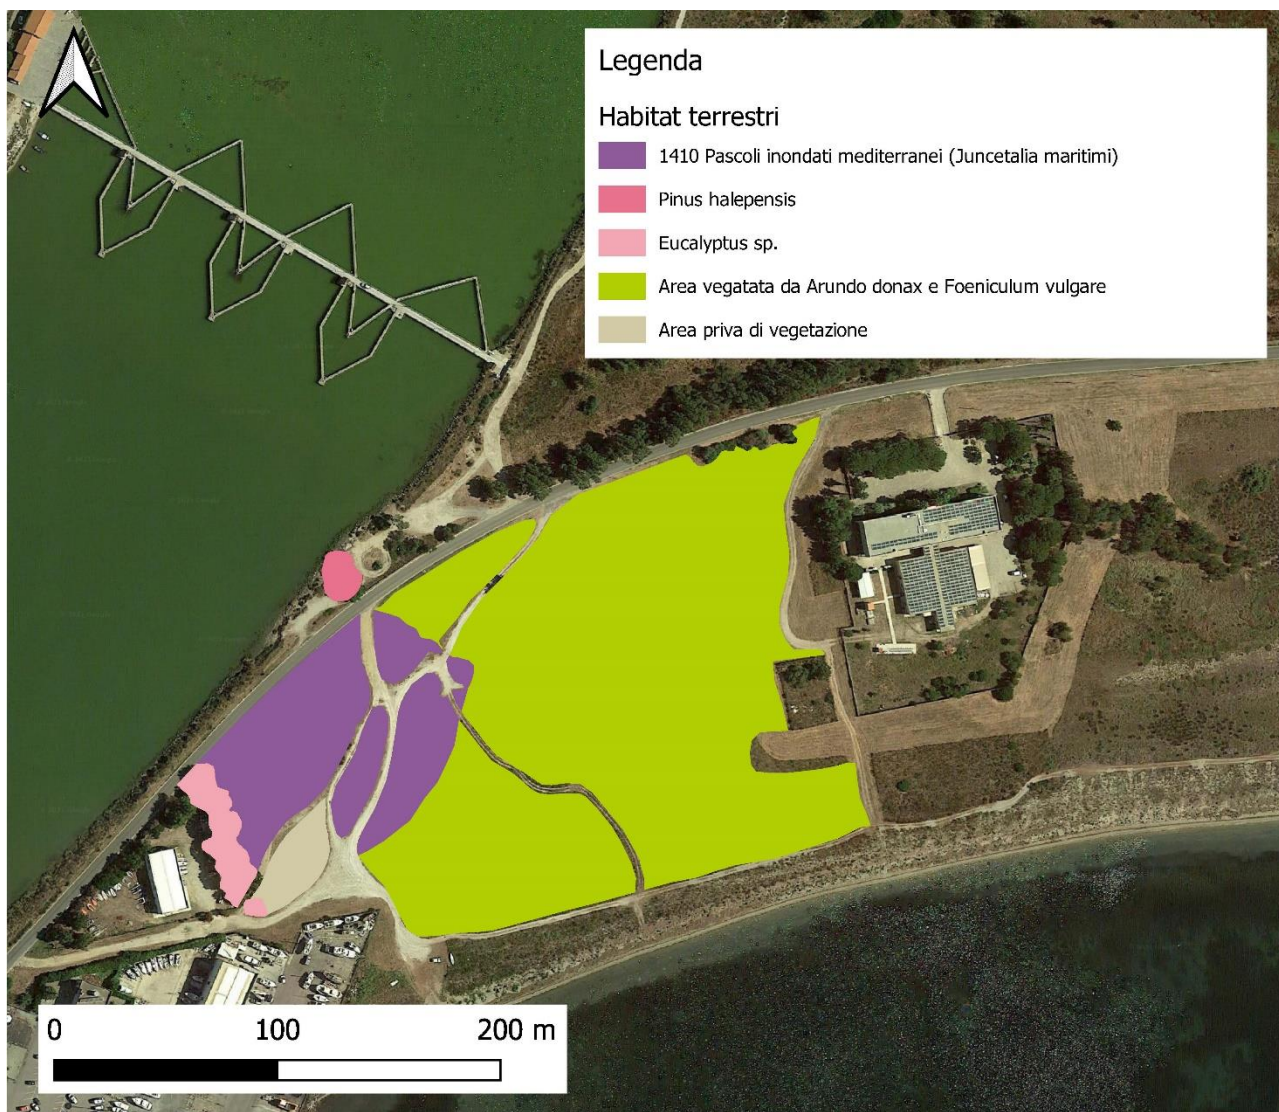 Legenda
Habitat terrestri
1410 Pascoli inondati mediterranei (Juncetalia maritimi)
Pinus halepensis
Eucalyptus sp.
Area vegatata da Arundo donax e Foeniculum vulgare
Area priva di vegetazione
0 100 200 m